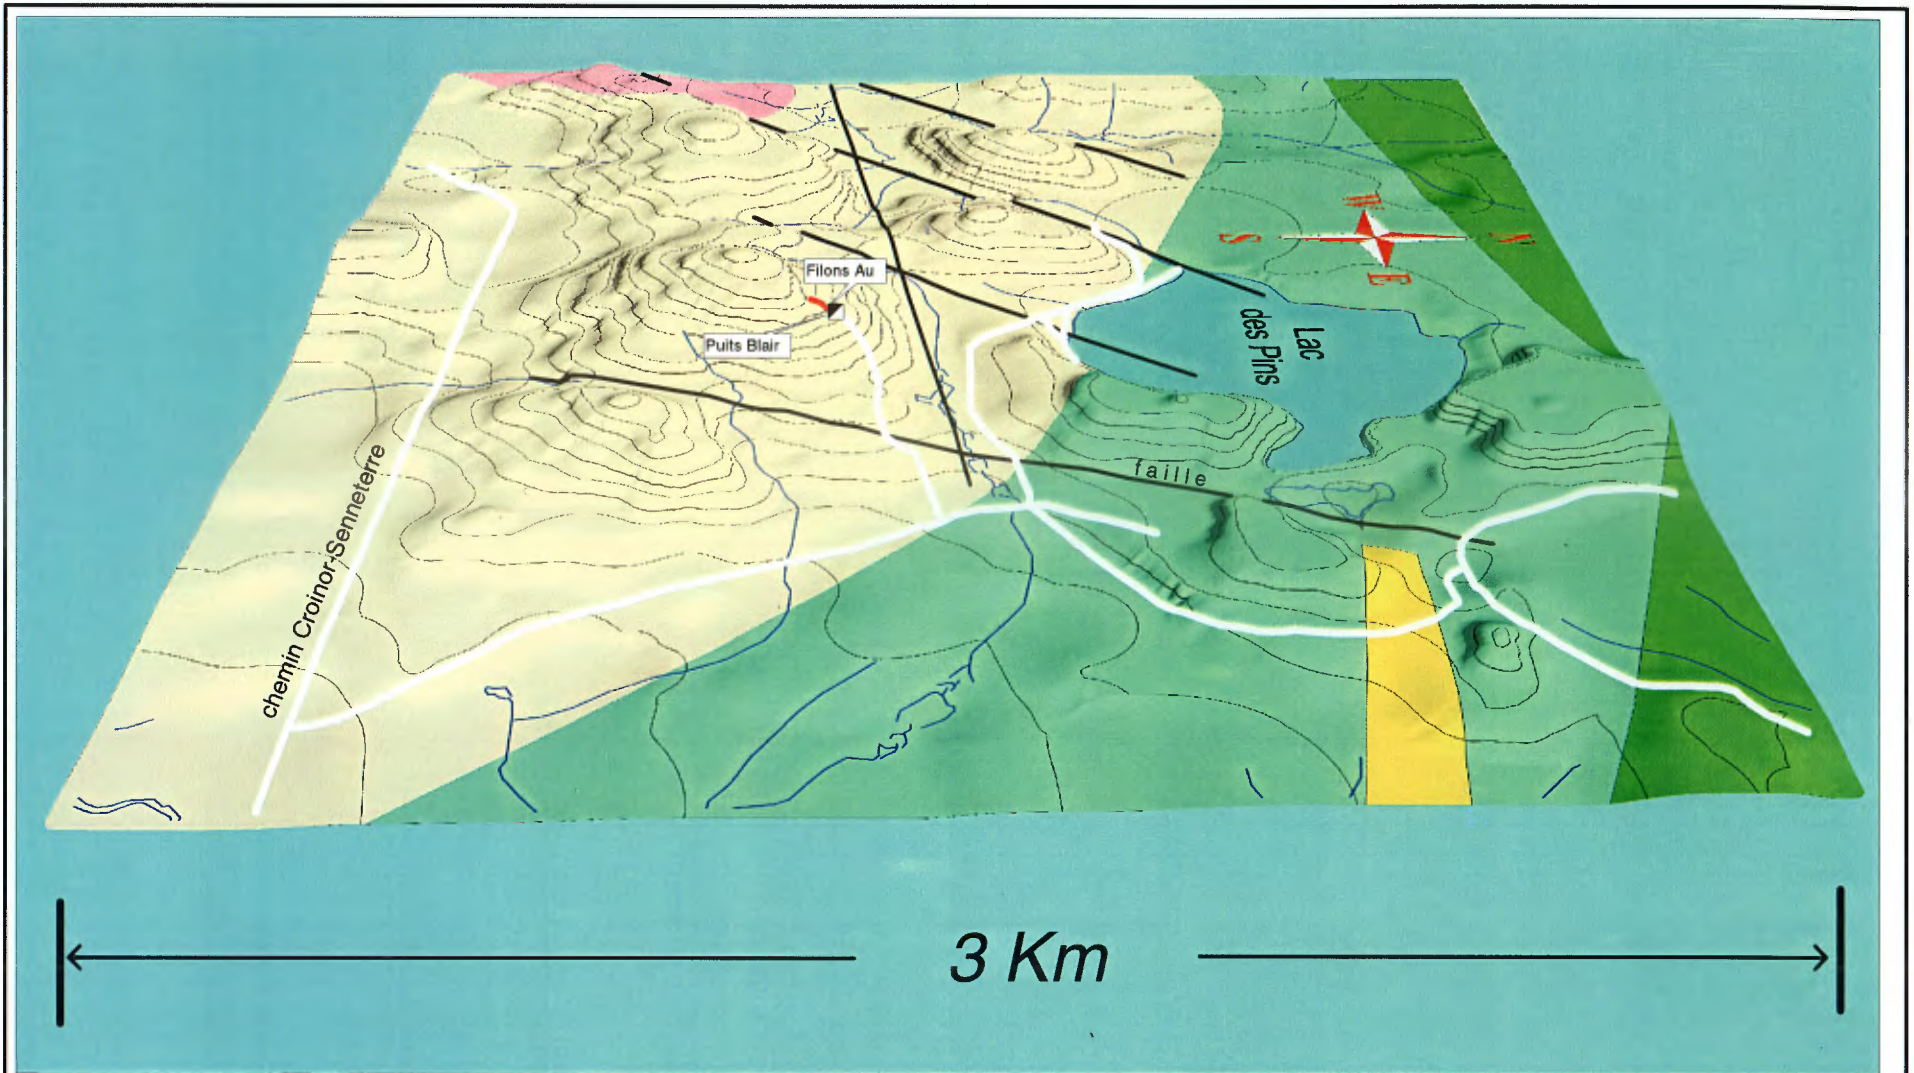 W
S
N
E
Filons Au
Puits Blair
Lac
des Pins
faille
chemin Croinor-Senneterre
3 Km